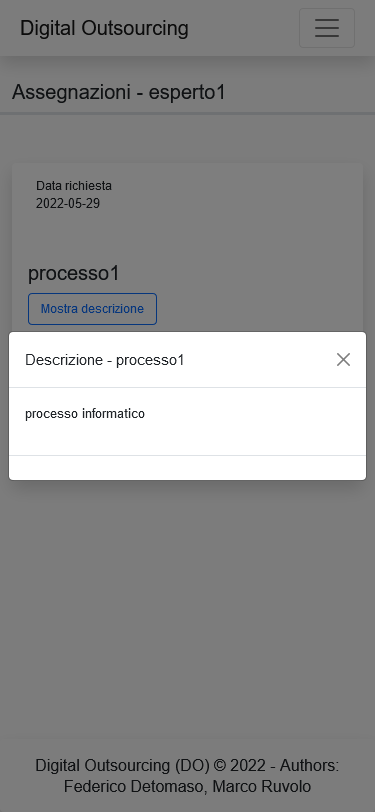 Digital Outsourcing
Assegnazioni - esperto1
Data richiesta
2022-05-29
processo1
Mostra descrizione
Descrizione - processo1
processo informatico
Digital Outsourcing (DO) © 2022 - Authors:
Federico Detomaso, Marco Ruvolo